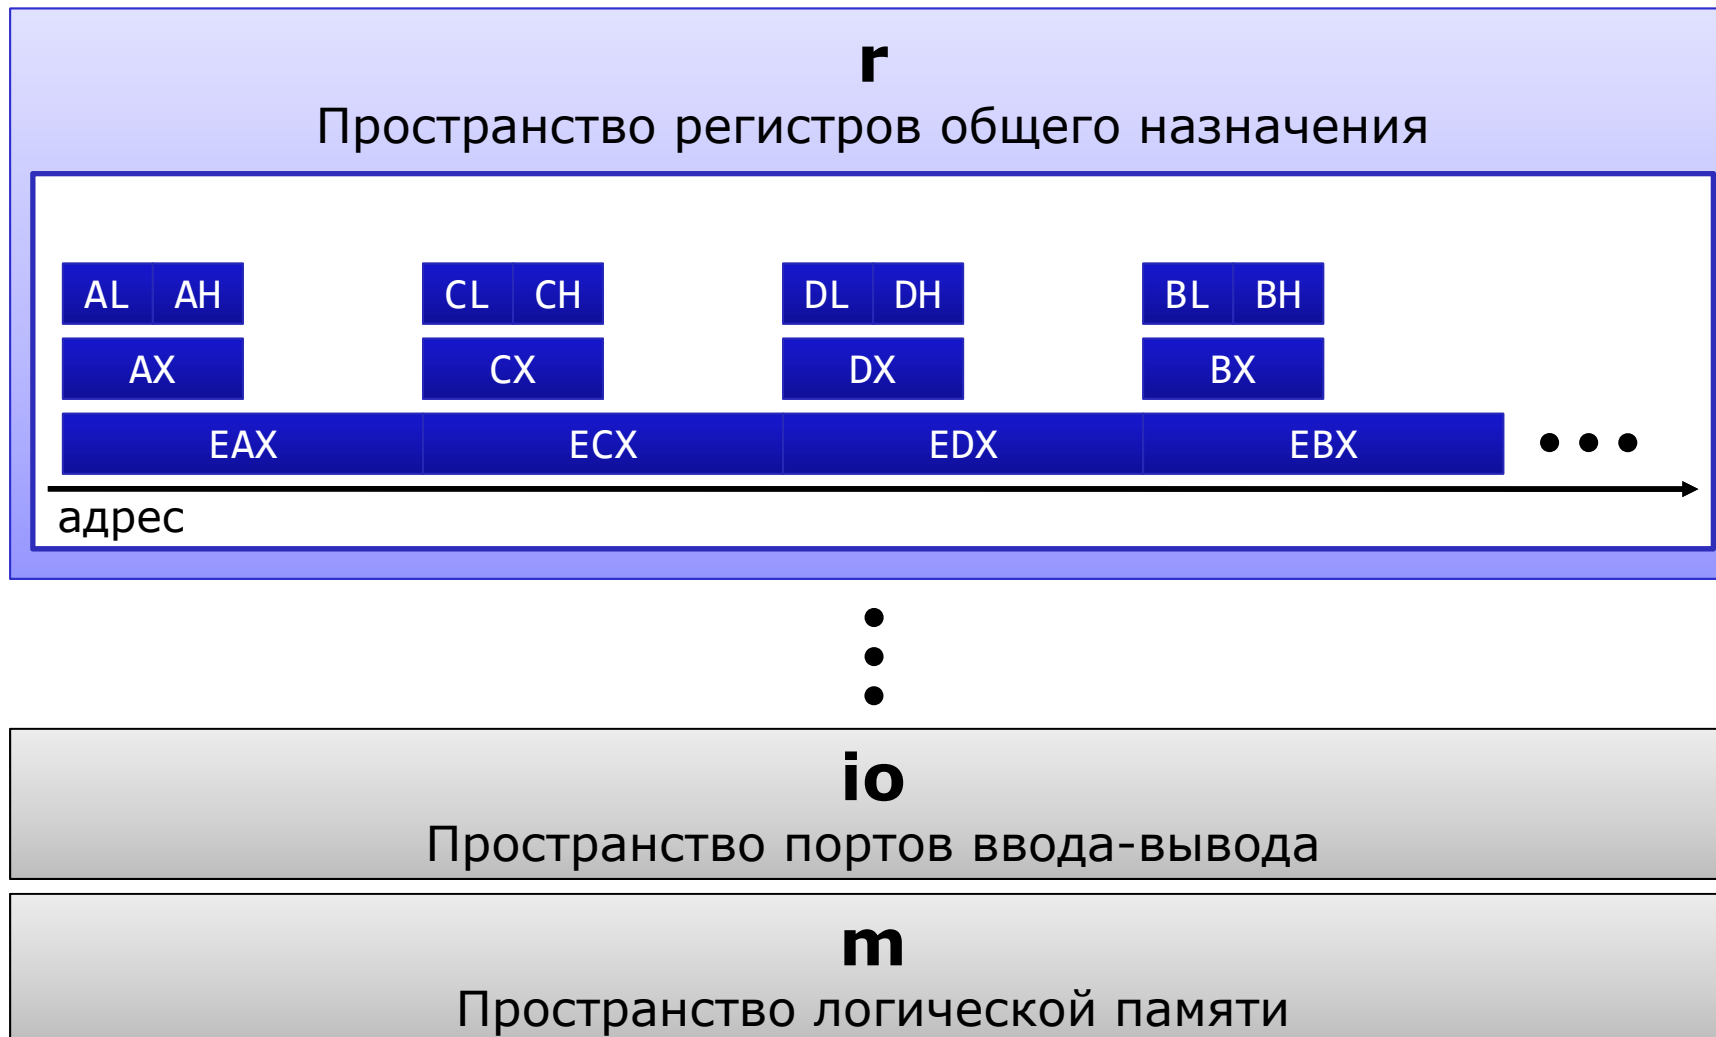 r
Пространство регистров общего назначения
AL AH CL CH DL DH BL BH
AX CX DX BX
EAX ECX EDX EBX
адрес
io
Пространство портов ввода-вывода
m
Пространство логической памяти